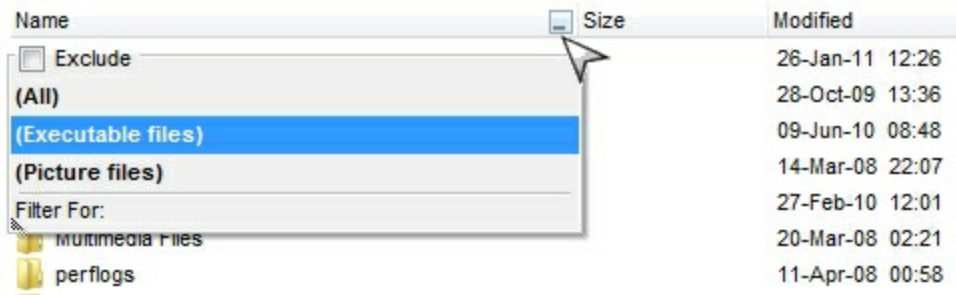 Name Size Modified
Exclude 26-Jan-11 12:26
(All) 28-Oct-09 13:36
(Executable files) 09-Jun-10 08:48
(Picture files) 14-Mar-08 22:07
Filter For: 27-Feb-10 12:01
Multimedia Files 20-Mar-08 02:21
perflogs 11-Apr-08 00:58